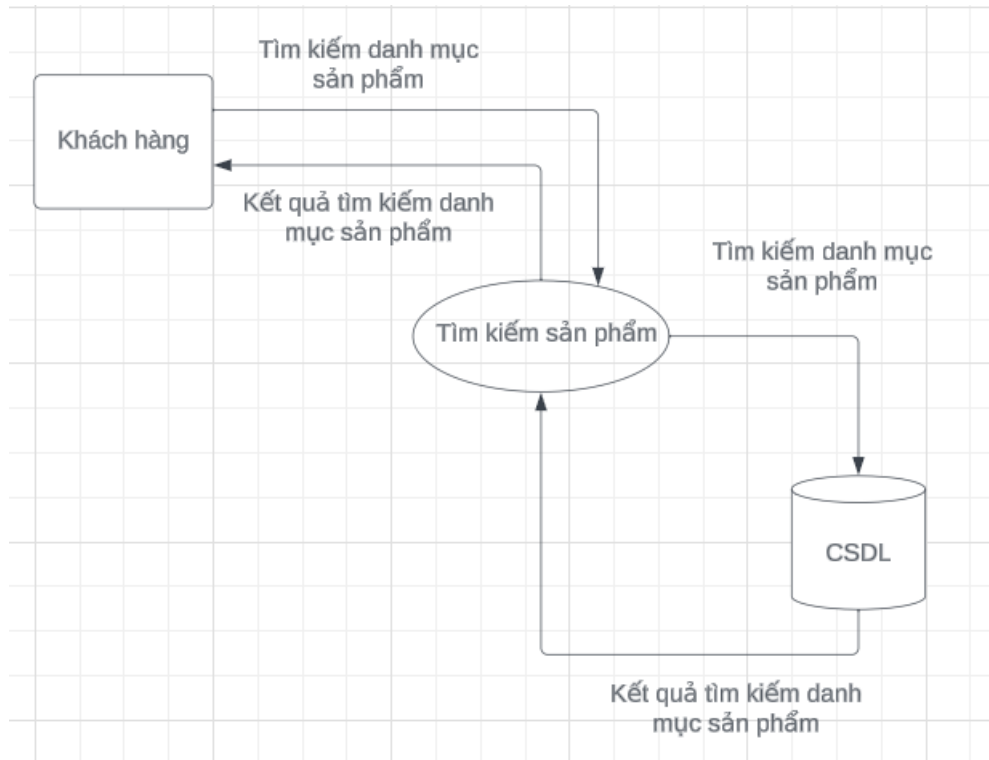 Tìm kiếm danh mục
sản phẩm
Khách hàng
Kết quả tìm kiếm danh
mục sản phẩm
Tìm kiếm danh mục
sản phẩm
Tìm kiếm sản phẩm
CSDL
Kết quả tìm kiếm danh
mục sản phẩm